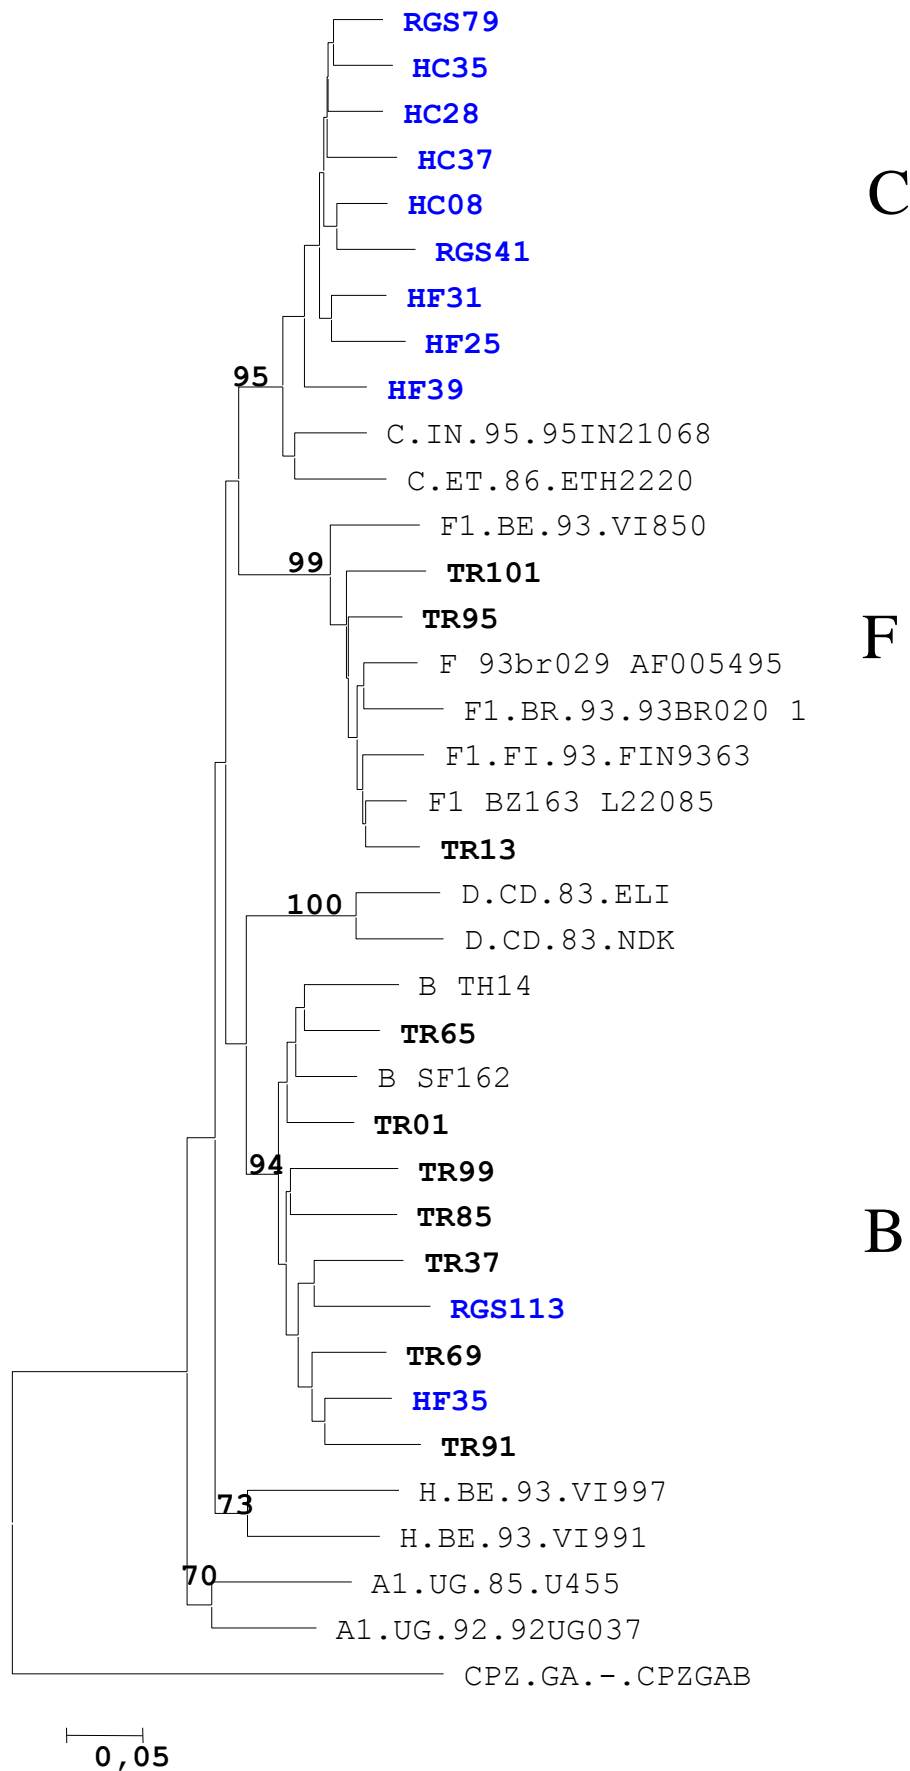 RGS79
HC35
HC28
HC37
C
HC08
RGS41
HF31
HF25
95
HF39
C.IN.95.95IN21068
C.ET.86.ETH2220
F1.BE.93.VI850
99
TR101
TR95
F
F 93br029 AF005495
F1.BR.93.93BR020 1
F1.FI.93.FIN9363
F1 BZ163 L22085
TR13
D.CD.83.ELI
100
D.CD.83.NDK
B TH14
TR65
B SF162
TR01
94
TR99
TR85
B
TR37
RGS113
TR69
HF35
TR91
H.BE.93.VI997
73
H.BE.93.VI991
70
A1.UG.85.U455
A1.UG.92.92UG037
CPZ.GA.-.CPZGAB
0,05